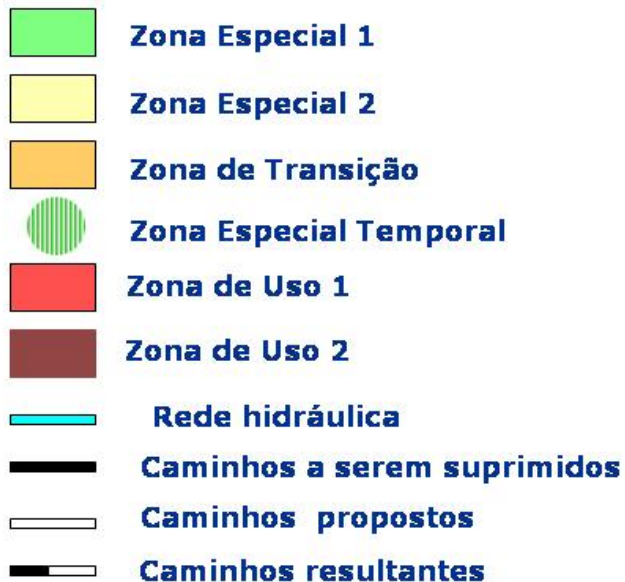 Zona Especial 1
Zona Especial 2
Zona de Transição
Zona Especial Temporal
Zona de Uso 1
Zona de Uso 2
Rede hidráulica
Caminhos a serem suprimidos
Caminhos propostos
Caminhos resultantes